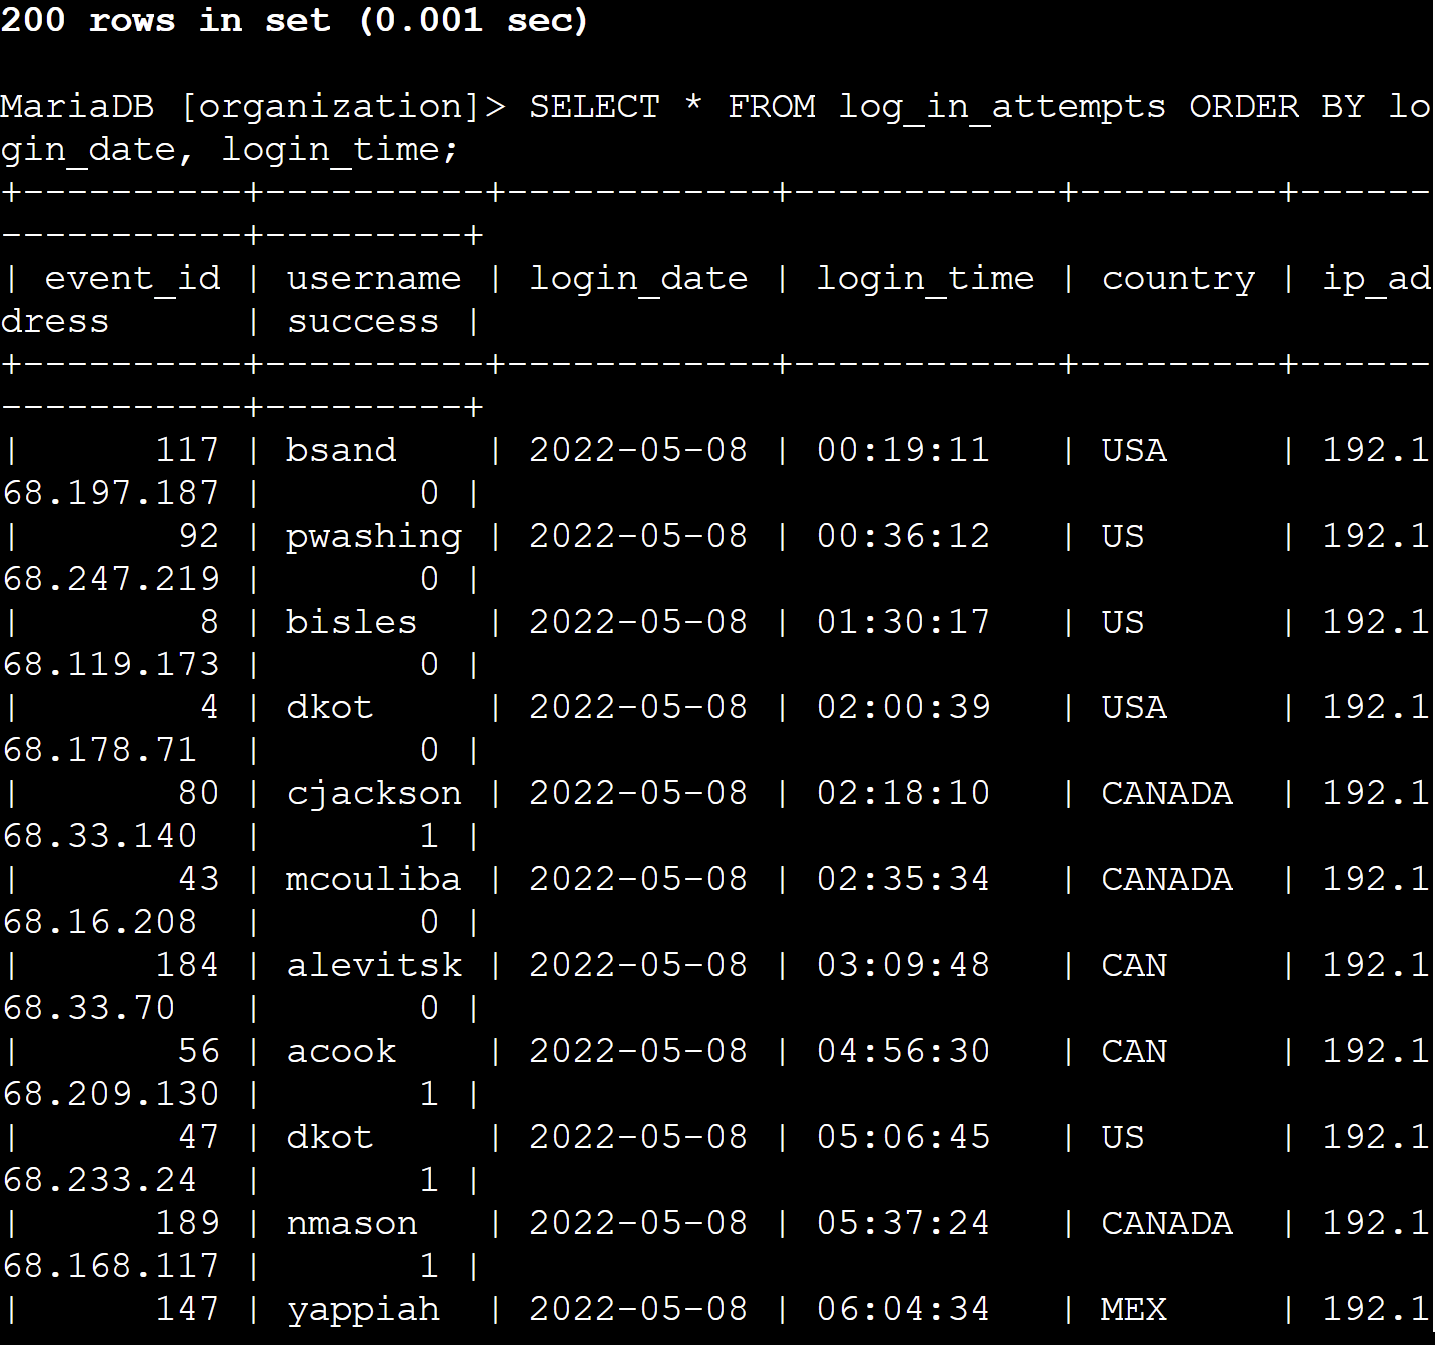 200 rows in set (0.001 sec)
MariaDB [organization]> SELECT * FROM log_in_attempts ORDER BY lo
gin_date, login_time;
+----------+----------+------------+------------+---------+------
-----------+---------+
| event_id | username | login_date | login_time | country | ip_ad
dress      | success |
+----------+----------+------------+------------+---------+------
-----------+---------+
|      117 | bsand    | 2022-05-08 | 00:19:11   | USA     | 192.1
68.197.187 |       0 |
|       92 | pwashing | 2022-05-08 | 00:36:12   | US      | 192.1
68.247.219 |       0 |
|        8 | bisles   | 2022-05-08 | 01:30:17   | US      | 192.1
68.119.173 |       0 |
|        4 | dkot     | 2022-05-08 | 02:00:39   | USA     | 192.1
68.178.71  |       0 |
|       80 | cjackson | 2022-05-08 | 02:18:10   | CANADA  | 192.1
68.33.140  |       1 |
|       43 | mcouliba | 2022-05-08 | 02:35:34   | CANADA  | 192.1
68.16.208  |       0 |
|      184 | alevitsk | 2022-05-08 | 03:09:48   | CAN     | 192.1
68.33.70   |       0 |
|       56 | acook    | 2022-05-08 | 04:56:30   | CAN     | 192.1
68.209.130 |       1 |
|       47 | dkot     | 2022-05-08 | 05:06:45   | US      | 192.1
68.233.24  |       1 |
|      189 | nmason   | 2022-05-08 | 05:37:24   | CANADA  | 192.1
68.168.117 |       1 |
|      147 | yappiah  | 2022-05-08 | 06:04:34   | MEX     | 192.1